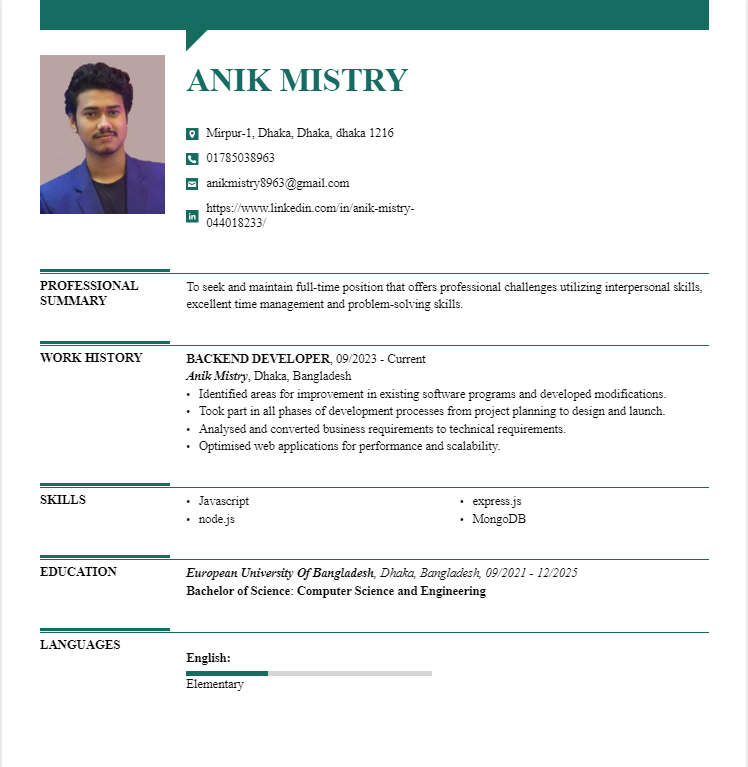 ANIK MISTRY
Mirpur-1, Dhaka, Dhaka, dhaka 1216
01785038963
anikmistry8963@gmail.com
in
https://www.linkedin.com/in/anik-mistry-
044018233/
PROFESSIONAL
SUMMARY
To seek and maintain full-time position that offers professional challenges utilizing interpersonal skills,
excellent time management and problem-solving skills.
WORK HISTORY
BACKEND DEVELOPER, 09/2023 - Current
Anik Mistry, Dhaka, Bangladesh
• Identified areas for improvement in existing software programs and developed modifications.
• Took part in all phases of development processes from project planning to design and launch.
• Analysed and converted business requirements to technical requirements.
• Optimised web applications for performance and scalability.
SKILLS
• Javascript
• node.js
• express.js
• MongoDB
EDUCATION
European University Of Bangladesh, Dhaka, Bangladesh, 09/2021 - 12/2025
Bachelor of Science: Computer Science and Engineering
LANGUAGES
English:
Elementary